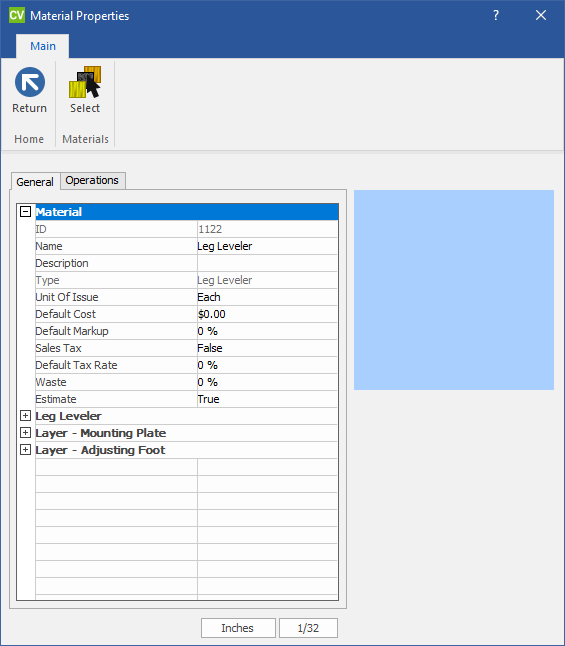 CV Material Properties ?
Main
Return Select
Home Materials
General Operations
Material
ID 1122
Name Leg Leveler
Description
Type Leg Leveler
Unit Of Issue Each
Default Cost $0.00
Default Markup 0 %
Sales Tax False
Default Tax Rate 0 %
Waste 0 %
Estimate True
Leg Leveler
Layer - Mounting Plate
Layer - Adjusting Foot
Inches 1/32